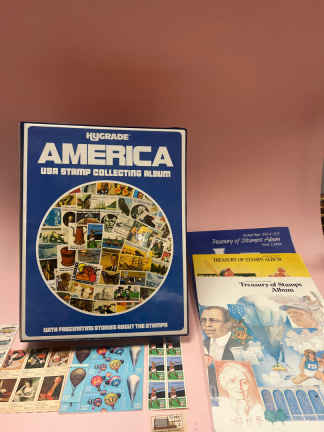 HYGRADE
AMERICA
USA STAMP COLLECTING ALBUM
WITH FASCINATING STORIES ABOUT THE STAMPS
Treasury of Stamps Album
TREASURY OF STAMPS ALBUM
Treasury of Stamps
Album